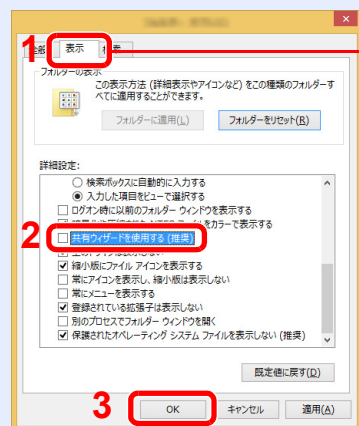 1
全般
表示
検索
フォルダーの表示
この表示方法 (詳細表示やアイコンなど) をこの種類のフォルダーす
べてに適用することができます。
フォルダーに適用(L)
フォルダーをリセット(R)
詳細設定:
検索ボックスに自動的に入力する
入力した項目をビューで選択する
ログオン時に以前のフォルダー ウィンドウを表示する
ファイルをカラーで表示する
2
共有ウィザードを使用する (推奨)
縮小版にファイル アイコンを表示する
常にアイコンを表示し、縮小版は表示しない
常にメニューを表示する
登録されている拡張子は表示しない
別のプロセスでフォルダー ウィンドウを開く
保護されたオペレーティング システム ファイルを表示しない (推奨)
既定値に戻す(D)
3
OK
キャンセル
適用(A)